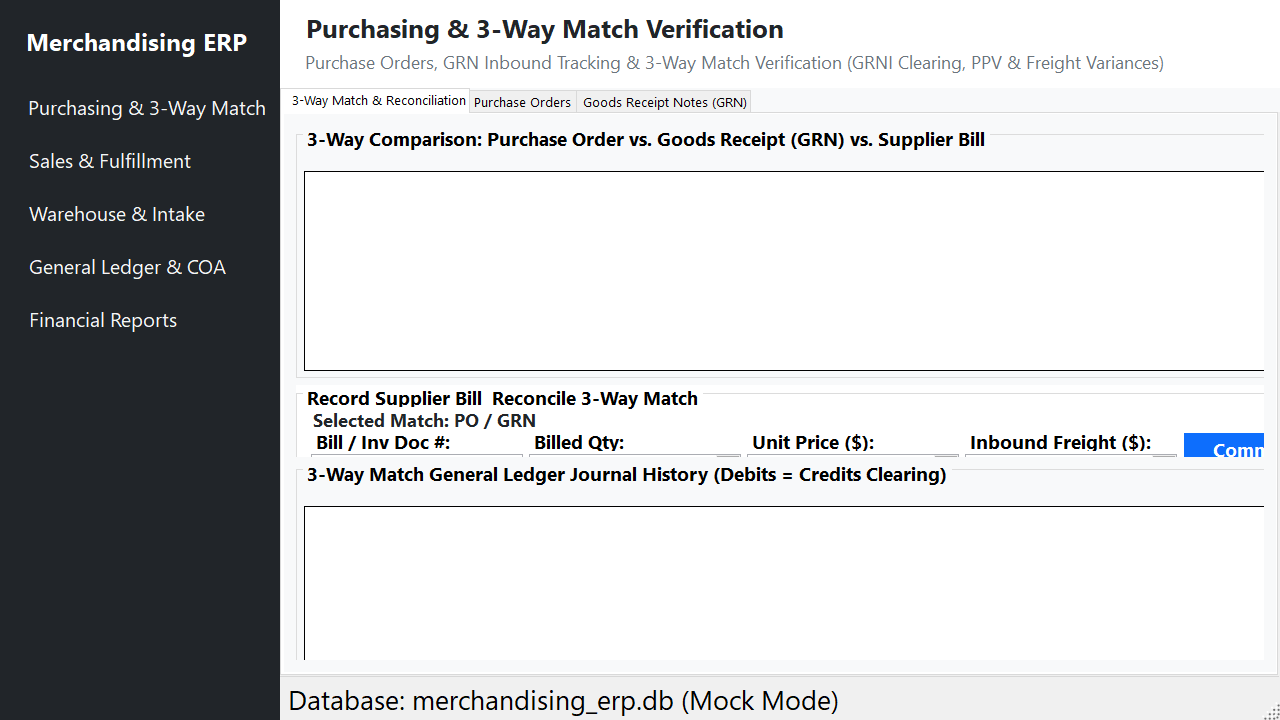 Merchandising ERP
Purchasing & 3-Way Match
Sales & Fulfillment
Warehouse & Intake
General Ledger & COA
Financial Reports
Purchasing & 3-Way Match Verification
Purchase Orders, GRN Inbound Tracking & 3-Way Match Verification (GRNI Clearing, PPV & Freight Variances)
3-Way Match & Reconciliation Purchase Orders Goods Receipt Notes (GRN)
3-Way Comparison: Purchase Order vs. Goods Receipt (GRN) vs. Supplier Bill
Record Supplier Bill  Reconcile 3-Way Match
Selected Match: PO / GRN
Bill / Inv Doc #: Billed Qty: Unit Price ($): Inbound Freight ($):
3-Way Match General Ledger Journal History (Debits = Credits Clearing)
Database: merchandising_erp.db (Mock Mode)